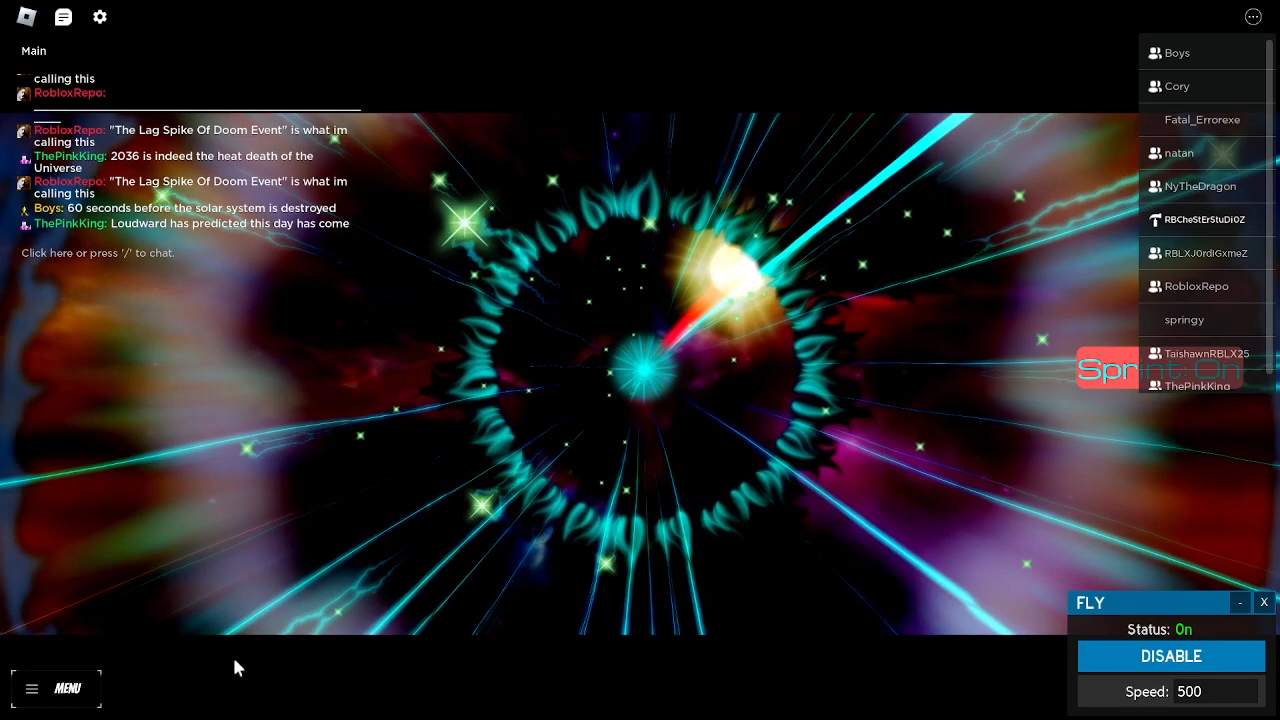 Main
calling this
RobloxRepo:
RobloxRepo: "The Lag Spike Of Doom Event" is what im
calling this
ThePinkKing: 2036 is indeed the heat death of the
Universe
RobloxRepo: "The Lag Spike Of Doom Event" is what im
calling this
Boys: 60 seconds before the solar system is destroyed
ThePinkKing: Loudward has predicted this day has come
Click here or press '/' to chat.
Boys
Cory
Fatal_Errorexe
natan
NyTheDragon
RBCheStErStuDi0Z
RBLXJ0rdIGxmeZ
RobloxRepo
springy
TaishawnRBLX25
Sprint: On
ThePinkKing
FLY
- X
Status: On
DISABLE
Speed: 500
MENU